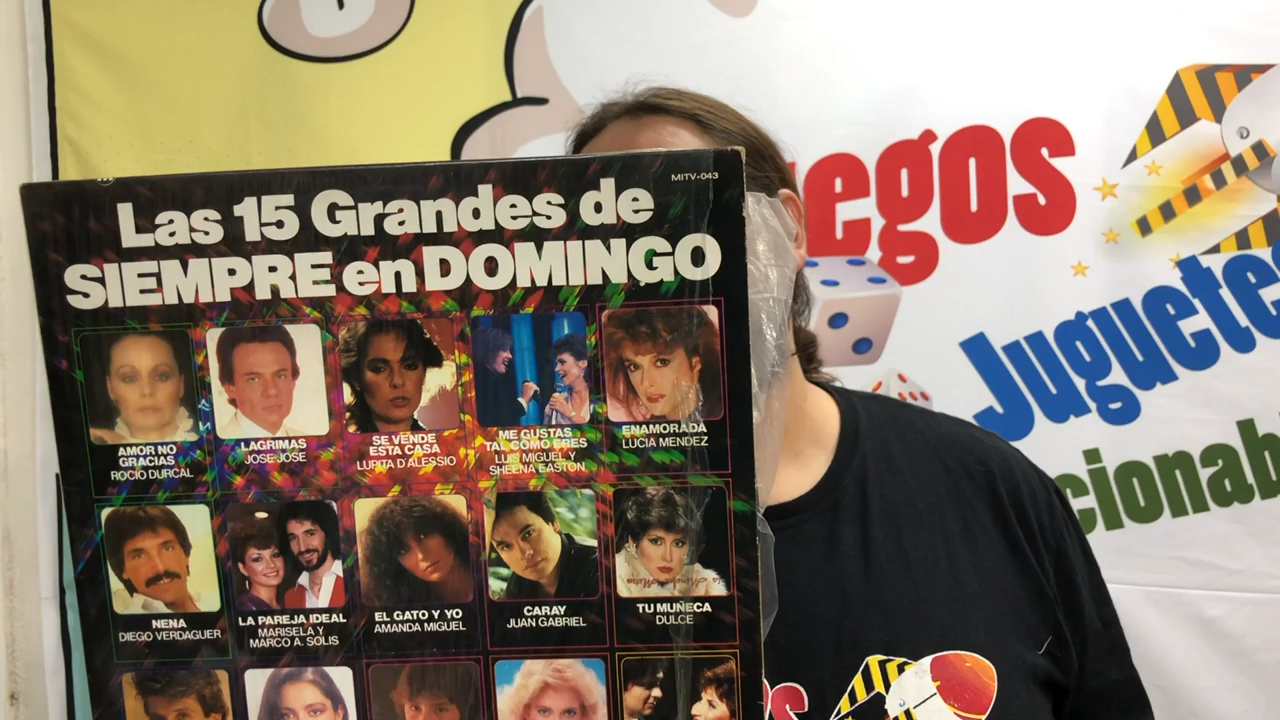 MITV-043
Las 15 Grandes de
SIEMPRE en DOMINGO
AMOR NO
GRACIAS
ROCIO DURCAL
LAGRIMAS
JOSE-JOSE
SE VENDE
ESTA CASA
LUPITA D'ALESSIO
ME GUSTAS
TAL COMO ERES
LUIS MIGUEL Y
SHEENA EASTON
ENAMORADA
LUCIA MENDEZ
NENA
DIEGO VERDAGUER
LA PAREJA IDEAL
MARISELA Y
MARCO A. SOLIS
EL GATO Y YO
AMANDA MIGUEL
CARAY
JUAN GABRIEL
TU MUÑECA
DULCE
egos
Juguetes
cionab
os